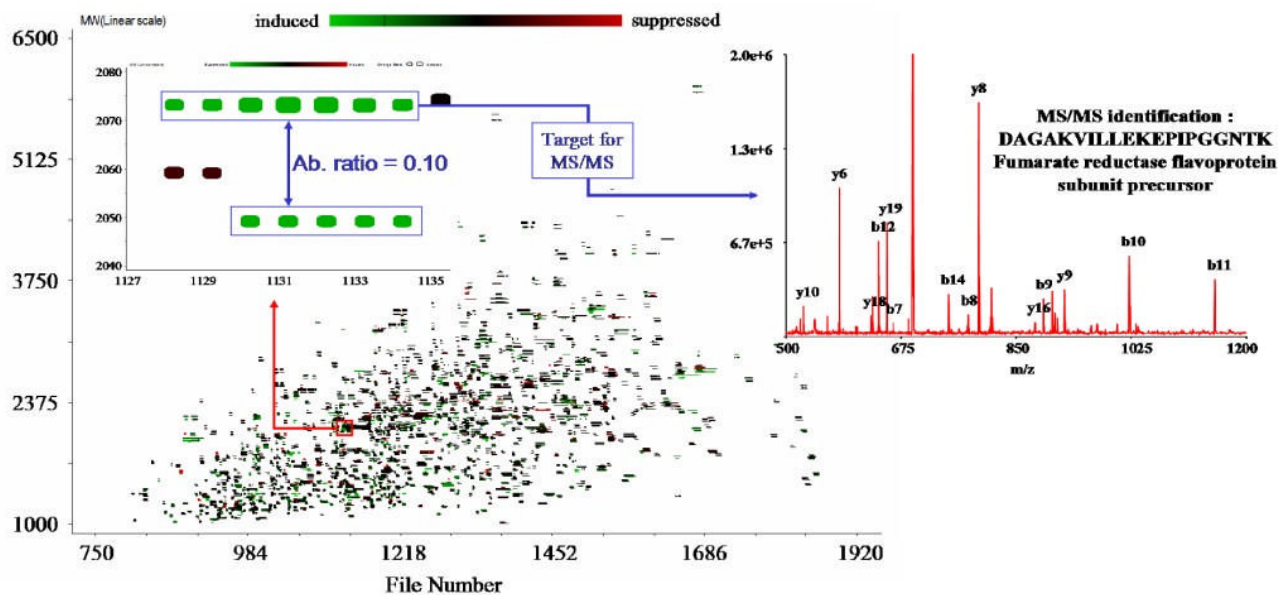 MW(Linear scale)
induced
suppressed
6500
5125
3750
2375
1000
750
984
1218
1452
1686
1920
File Number
2080
2070
2060
2050
2040
1127
1129
1131
1133
1135
Ab. ratio = 0.10
Target for
MS/MS
2.0e+6
1.3e+6
6.7e+5
MS/MS identification :
DAGAKVILLEKEPIPGGNTK
Fumarate reductase flavoprotein
subunit precursor
y8
y6
y19
b12
b10
b14
b9
y9
b11
y10
y18
b7
b8
y16
500
675
850
1025
1200
m/z